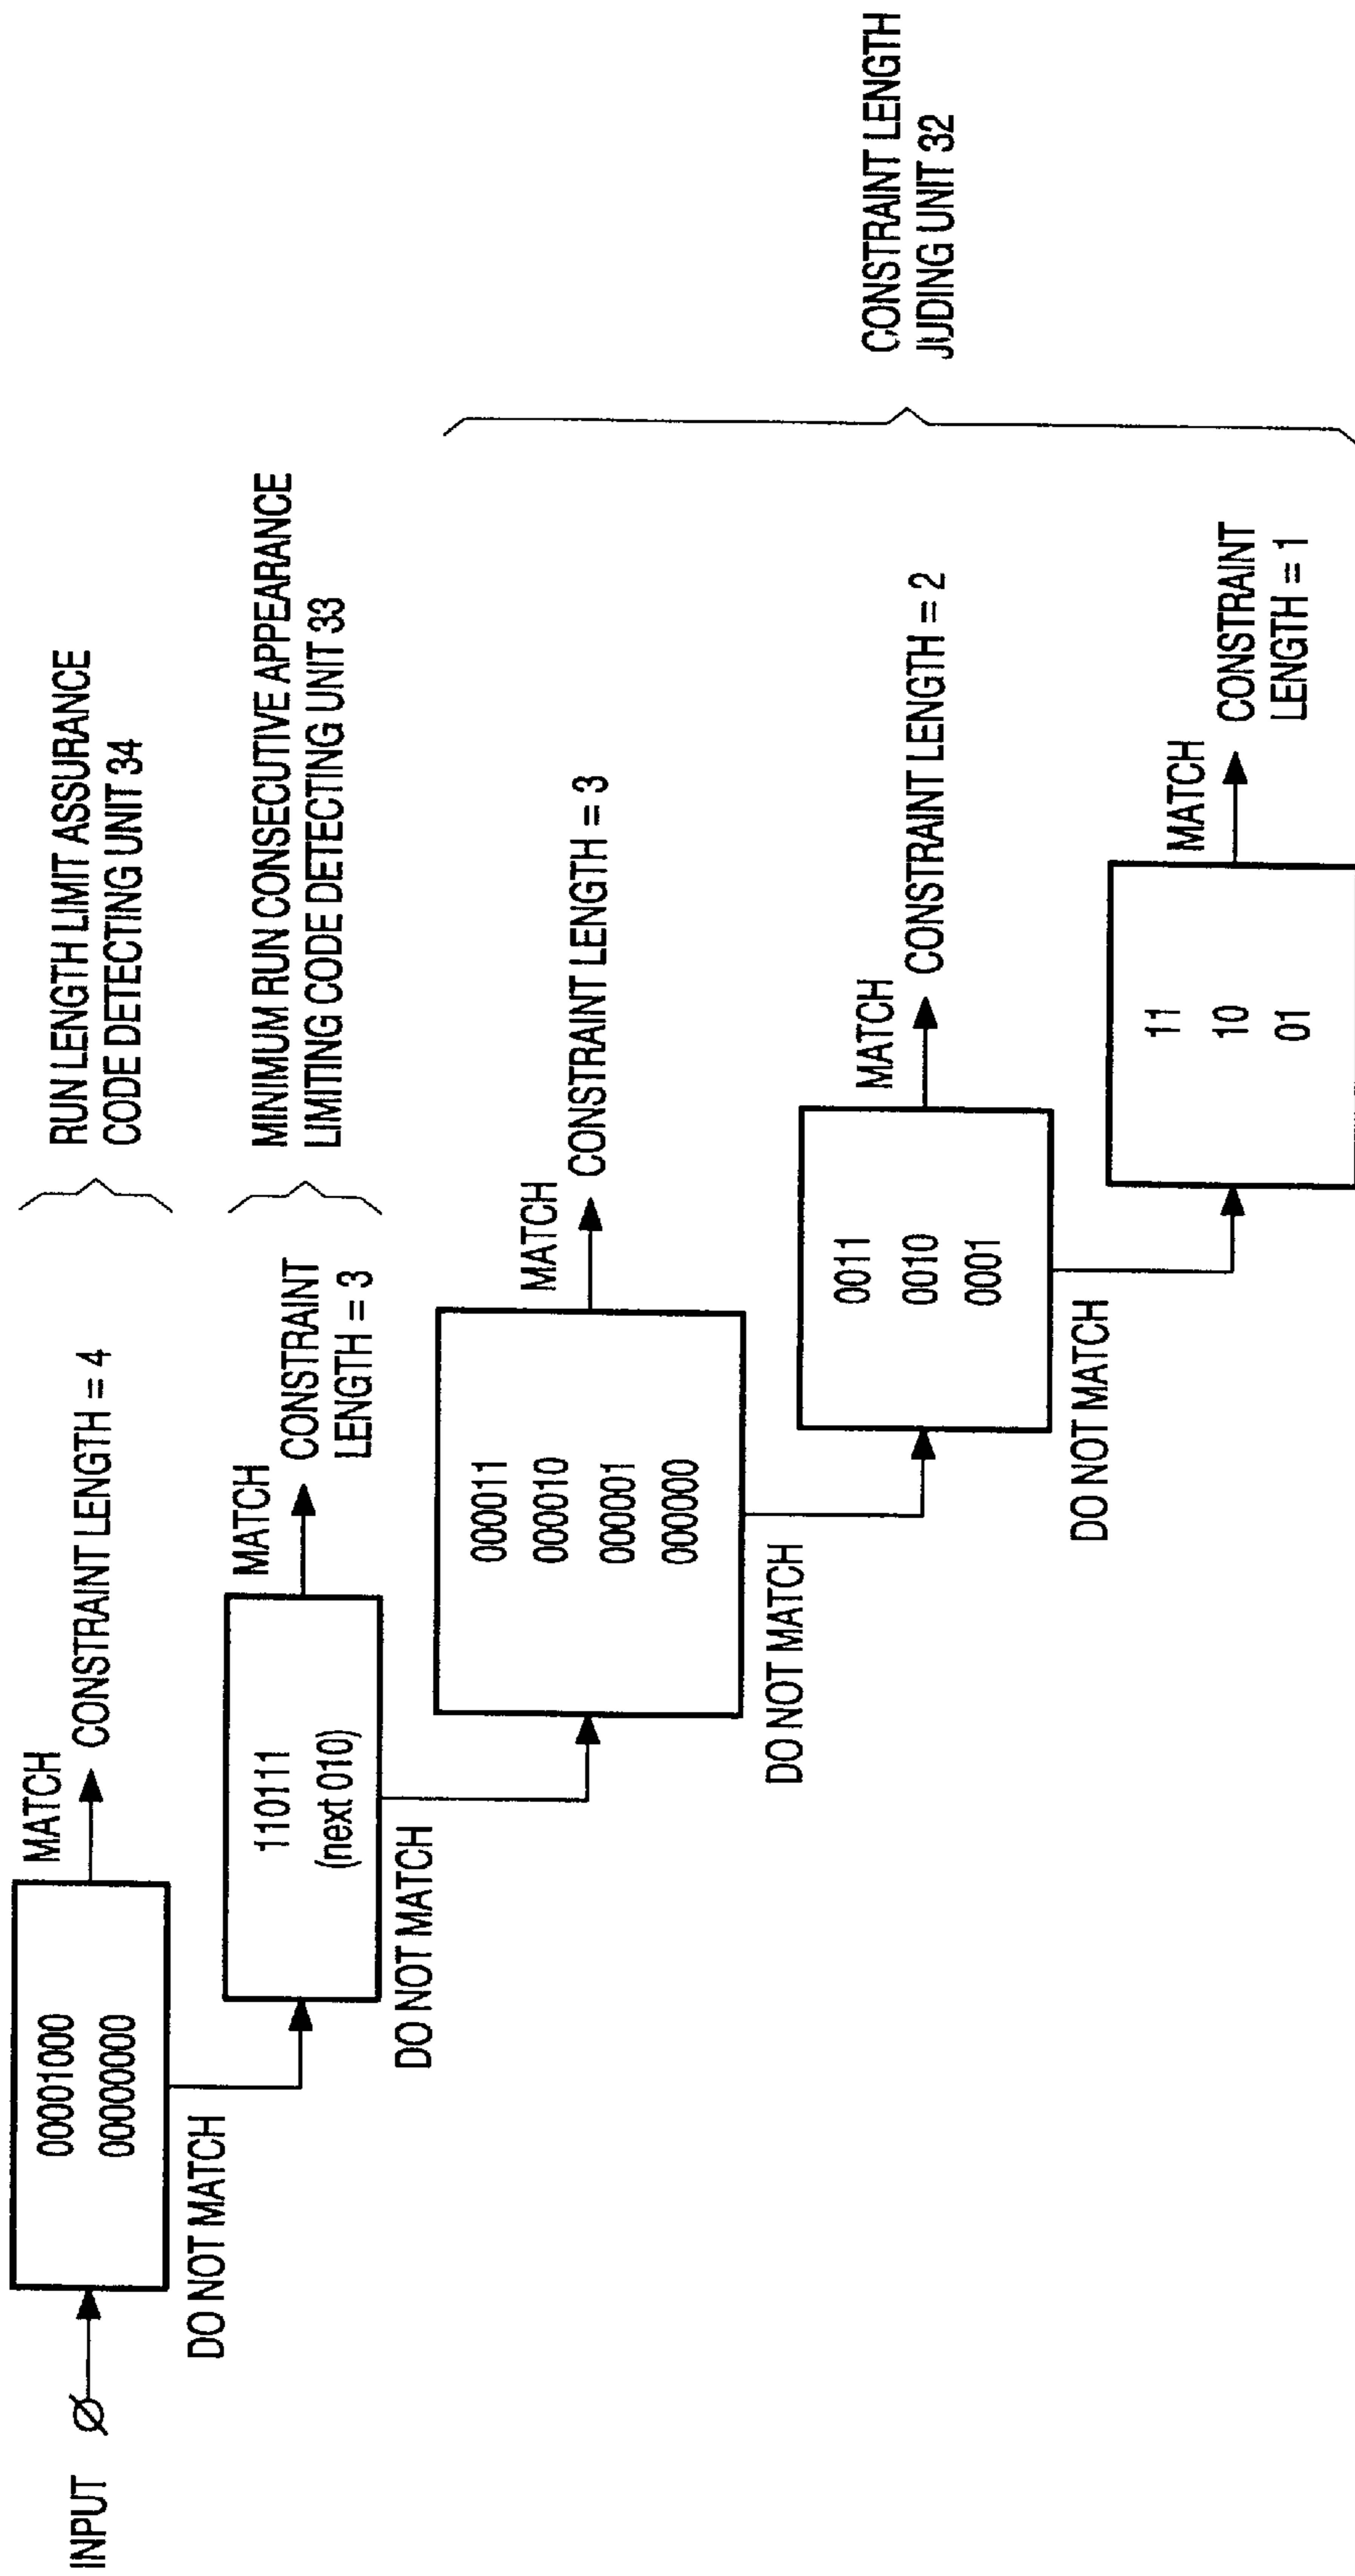 INPUT
00001000
00000000
MATCH
CONSTRAINT LENGTH = 4
RUN LENGTH LIMIT ASSURANCE
CODE DETECTING UNIT 34
DO NOT MATCH
110111
(next 010)
MATCH
CONSTRAINT
LENGTH = 3
MINIMUM RUN CONSECUTIVE APPEARANCE
LIMITING CODE DETECTING UNIT 33
DO NOT MATCH
000011
000010
000001
000000
MATCH
CONSTRAINT LENGTH = 3
DO NOT MATCH
0011
0010
0001
MATCH
CONSTRAINT LENGTH = 2
DO NOT MATCH
11
10
01
MATCH
CONSTRAINT
LENGTH = 1
CONSTRAINT LENGTH
JUDING UNIT 32